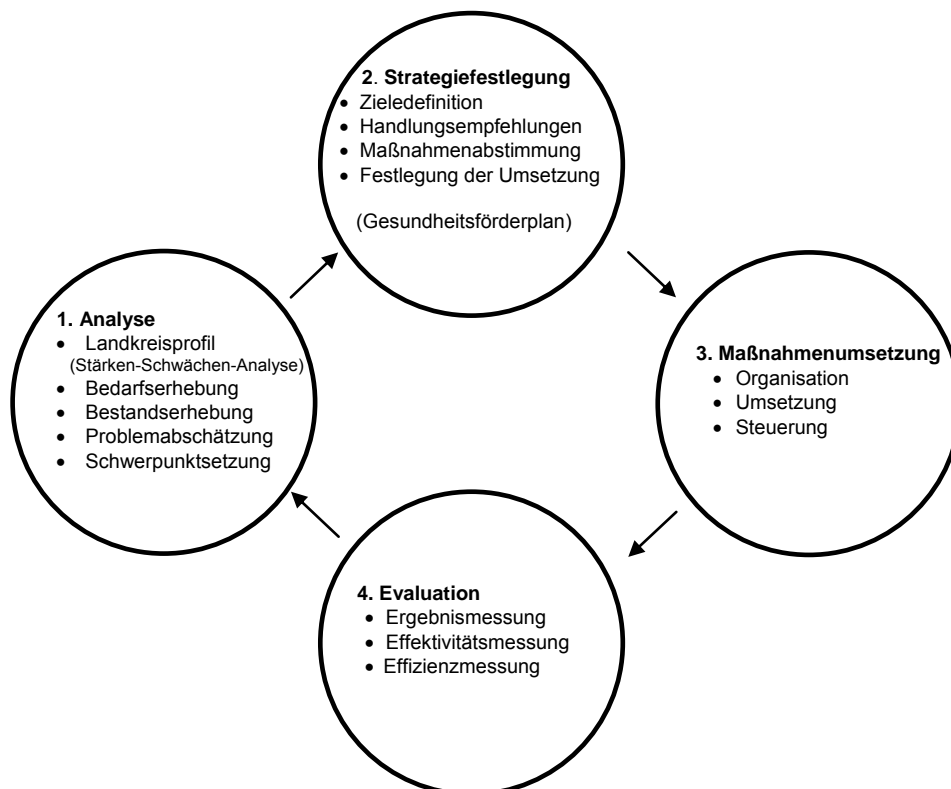 2. Strategiefestlegung
• Zieledefinition
• Handlungsempfehlungen
• Maßnahmenabstimmung
• Festlegung der Umsetzung
(Gesundheitsförderplan)
1. Analyse
• Landkreisprofil
(Stärken-Schwächen-Analyse)
• Bedarfserhebung
• Bestandserhebung
• Problemabschätzung
• Schwerpunktsetzung
3. Maßnahmenumsetzung
• Organisation
• Umsetzung
• Steuerung
4. Evaluation
• Ergebnismessung
• Effektivitätsmessung
• Effizienzmessung